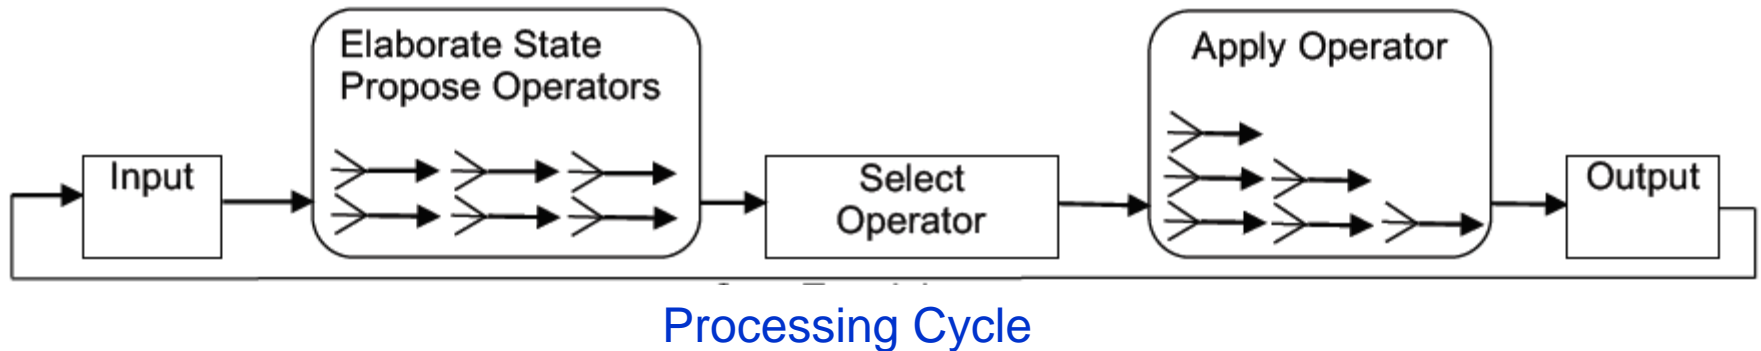 Elaborate State
Propose Operators
Apply Operator
Input
Select
Operator
Output
Processing Cycle